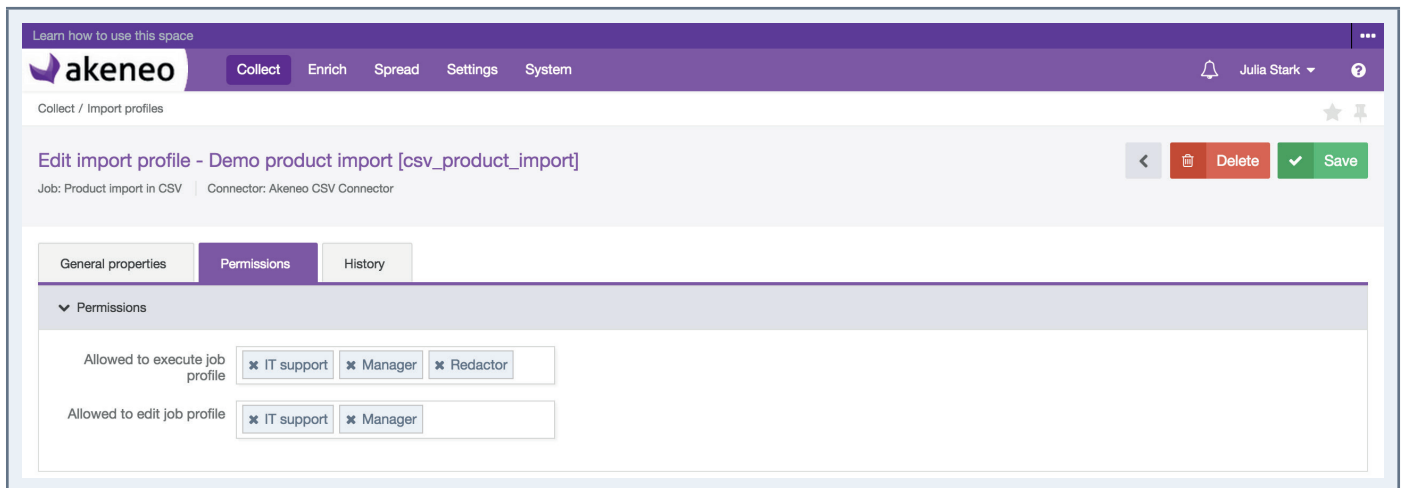 Learn how to use this space
akeneo Collect Enrich Spread Settings System Julia Stark
Collect / Import profiles
Edit import profile - Demo product import [csv_product_import]
Delete Save
Job: Product import in CSV Connector: Akeneo CSV Connector
General properties Permissions History
Permissions
Allowed to execute job
profile
IT support Manager Redactor
Allowed to edit job profile
IT support Manager